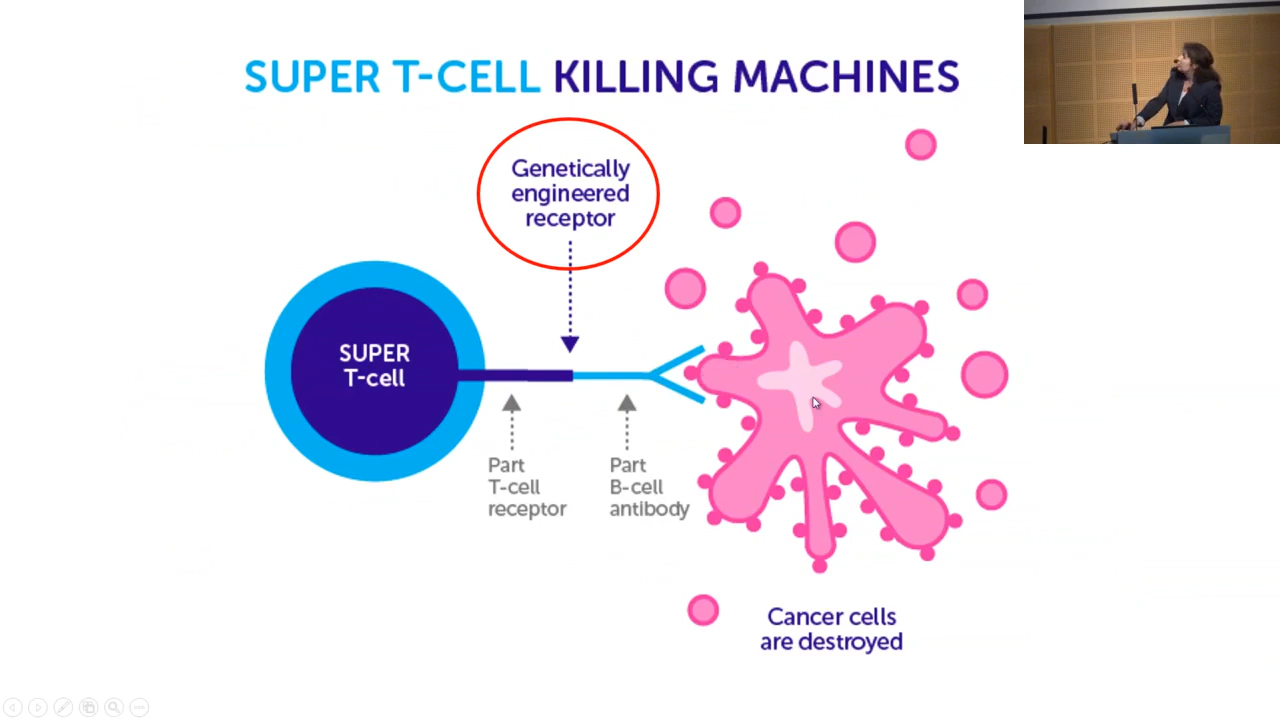 SUPER T-CELL KILLING MACHINES
Genetically
engineered
receptor
SUPER
T-cell
Part
T-cell
receptor
Part
B-cell
antibody
Cancer cells
are destroyed